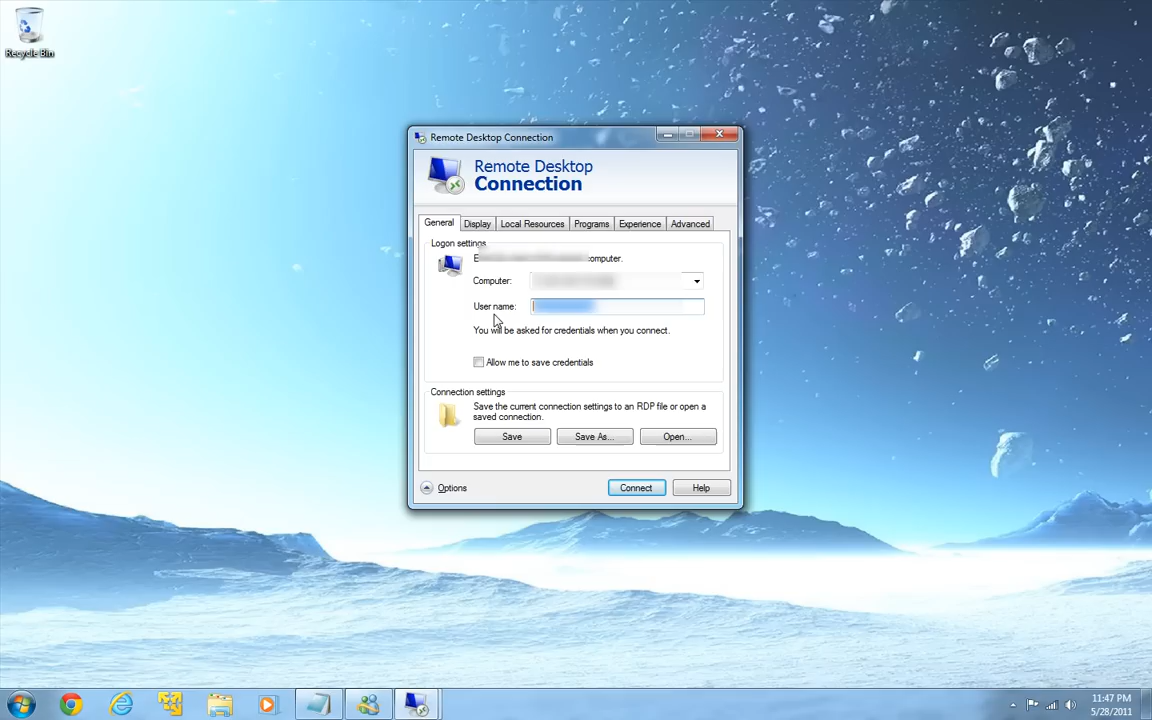 Recycle Bin
Remote Desktop Connection
Remote Desktop
Connection
General Display Local Resources Programs Experience Advanced
Logon settings
computer.
Computer:
User name:
You will be asked for credentials when you connect.
Allow me to save credentials
Connection settings
Save the current connection settings to an RDP file or open a
saved connection.
Save Save As... Open...
Options Connect Help
11:47 PM
5/28/2011